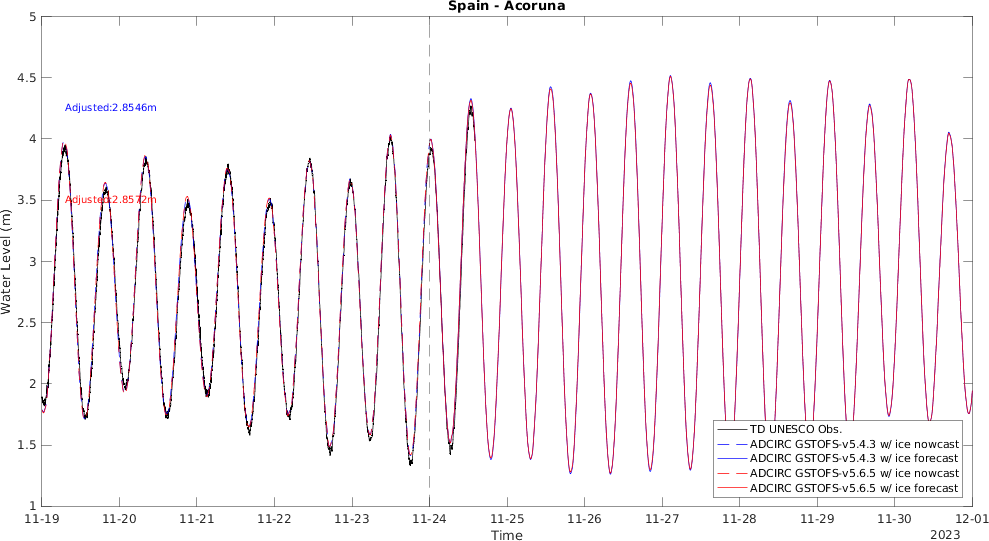 Spain - Acoruna
Water Level (m)
5
4.5
4
3.5
3
2.5
2
1.5
1
Adjusted:2.8546m
Adjusted:2.8572m
TD UNESCO Obs.
ADCIRC GSTOFS-v5.4.3 w/ ice nowcast
ADCIRC GSTOFS-v5.4.3 w/ ice forecast
ADCIRC GSTOFS-v5.6.5 w/ ice nowcast
ADCIRC GSTOFS-v5.6.5 w/ ice forecast
11-19 11-20 11-21 11-22 11-23 11-24 11-25 11-26 11-27 11-28 11-29 11-30 12-01
Time
2023